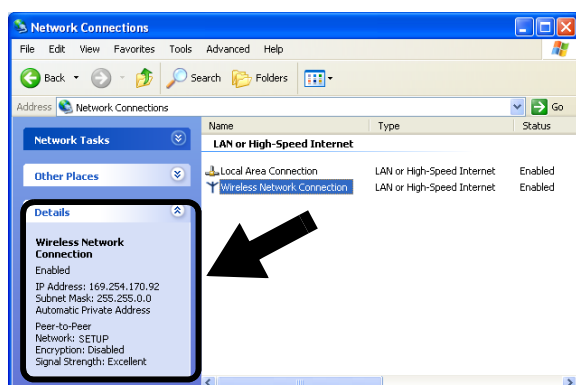 Network Connections
File Edit View Favorites Tools Advanced Help
Back Search Folders
Address Network Connections Go
Name Type Status
Network Tasks
LAN or High-Speed Internet
Local Area Connection LAN or High-Speed Internet Enabled
Wireless Network Connection LAN or High-Speed Internet Enabled
Other Places
Details
Wireless Network
Connection
Enabled
IP Address: 169.254.170.92
Subnet Mask: 255.255.0.0
Automatic Private Address
Peer-to-Peer
Network: SETUP
Encryption: Disabled
Signal Strength: Excellent